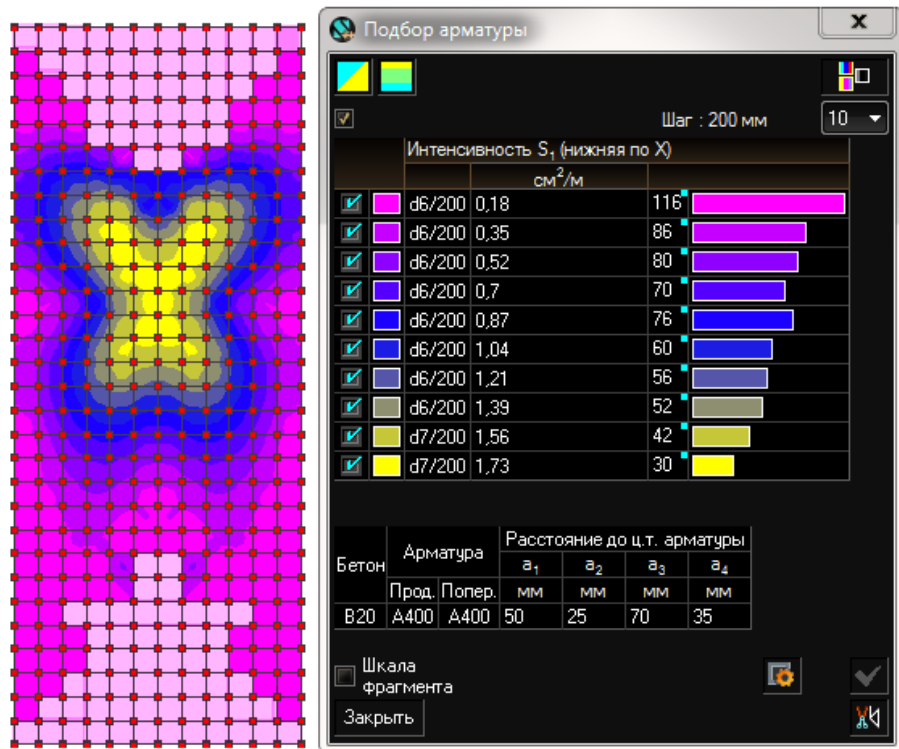 Подбор арматуры
Шаг : 200 мм
10
Интенсивность S₁ (нижняя по X)
см²/м
d6/200 0,18 116
d6/200 0,35 86
d6/200 0,52 80
d6/200 0,7 70
d6/200 0,87 76
d6/200 1,04 60
d6/200 1,21 56
d6/200 1,39 52
d7/200 1,56 42
d7/200 1,73 30
Бетон Арматура Расстояние до ц.т. арматуры
a₁ a₂ a₃ a₄
Прод. Попер. мм мм мм мм
B20 A400 A400 50 25 70 35
Шкала
фрагмента
Закрыть